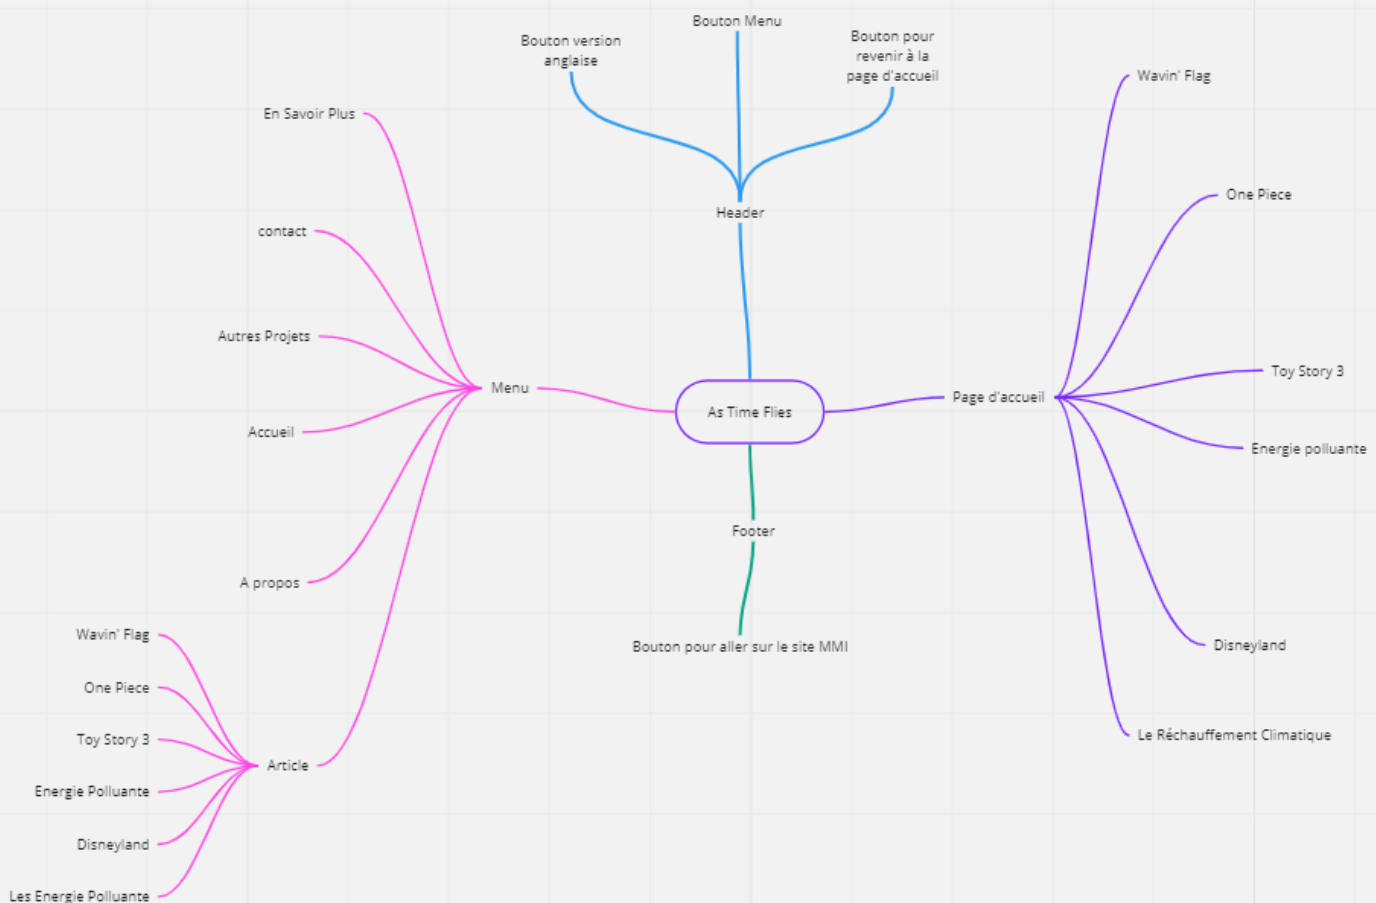 Bouton Menu
Bouton version
anglaise
Bouton pour
revenir à la
page d'accueil
Header
En Savoir Plus
contact
Autres Projets
Menu
Accueil
A propos
Article
Wavin' Flag
One Piece
Toy Story 3
Energie Polluante
Disneyland
Les Energie Polluante
As Time Flies
Footer
Bouton pour aller sur le site MMI
Page d'accueil
Wavin' Flag
One Piece
Toy Story 3
Energie polluante
Disneyland
Le Réchauffement Climatique